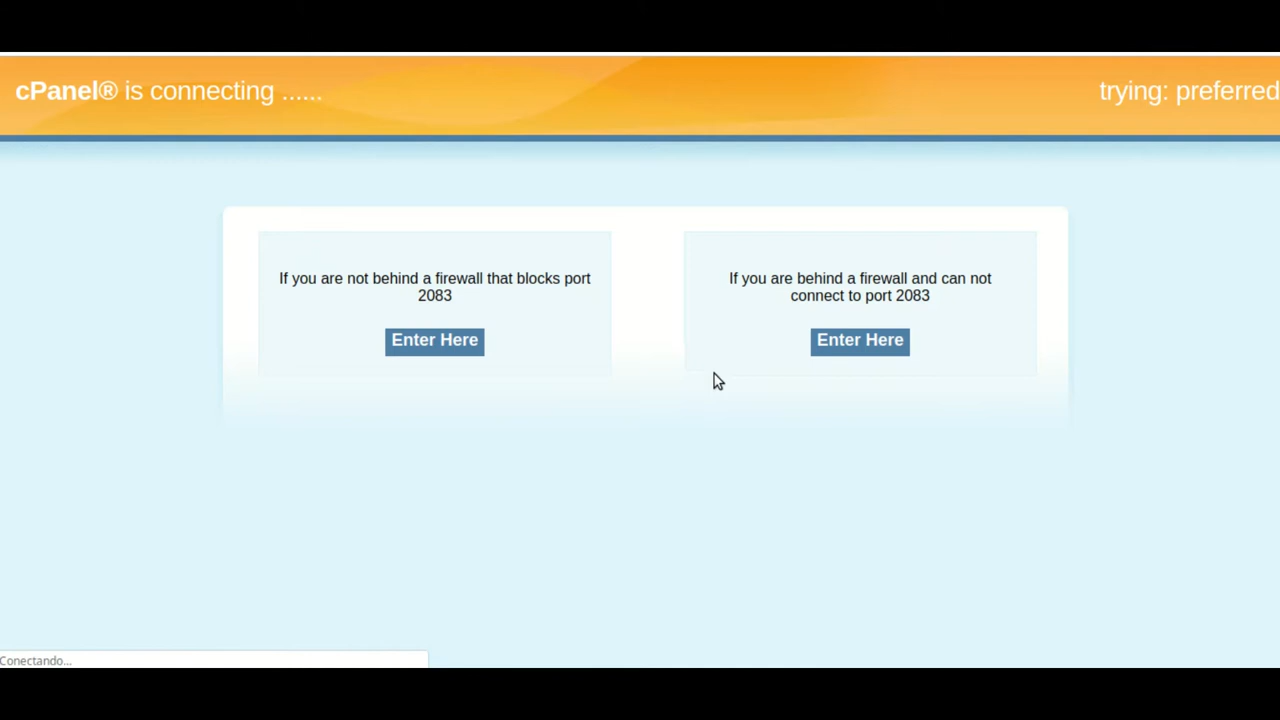 cPanel® is connecting ......
trying: preferred
If you are not behind a firewall that blocks port
2083
Enter Here
If you are behind a firewall and can not
connect to port 2083
Enter Here
Conectando...